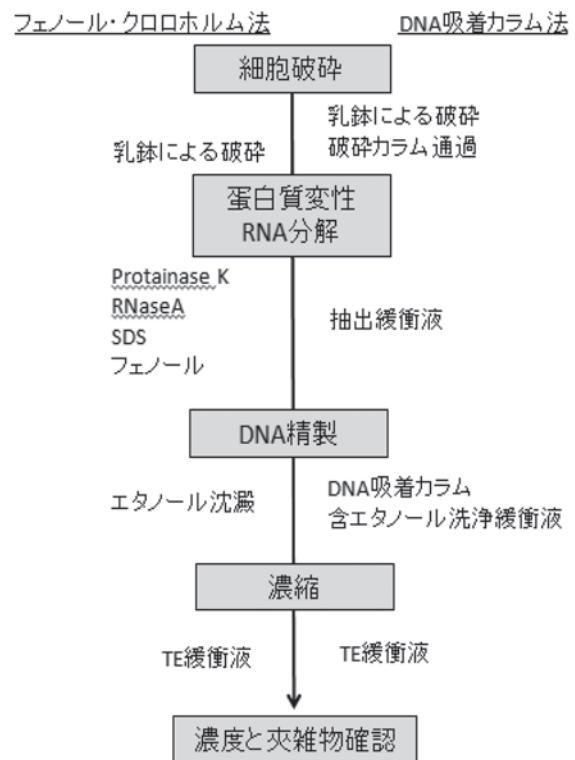 フェノール・クロロホルム法
DNA吸着カラム法
細胞破砕
乳鉢による破砕
乳鉢による破砕
破砕カラム通過
蛋白質変性
RNA分解
Protainase K
RNaseA
SDS
フェノール
抽出緩衝液
DNA精製
エタノール沈澱
DNA吸着カラム
含エタノール洗浄緩衝液
濃縮
TE緩衝液
TE緩衝液
濃度と夾雑物確認